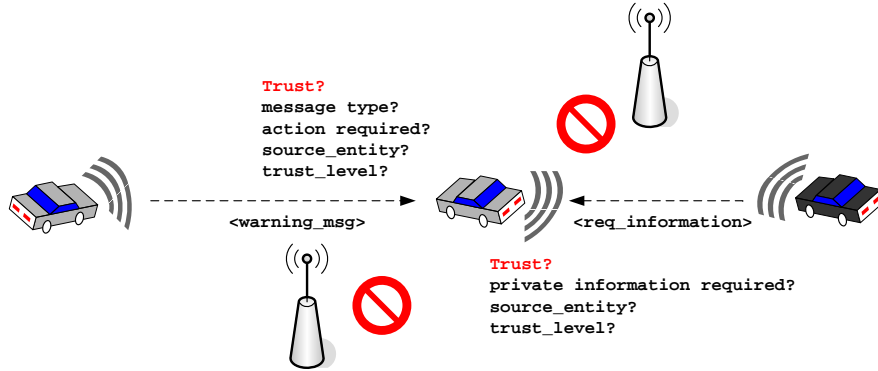 Trust?
message type?
action required?
source_entity?
trust_level?
<warning_msg>
<req_information>
Trust?
private information required?
source_entity?
trust_level?